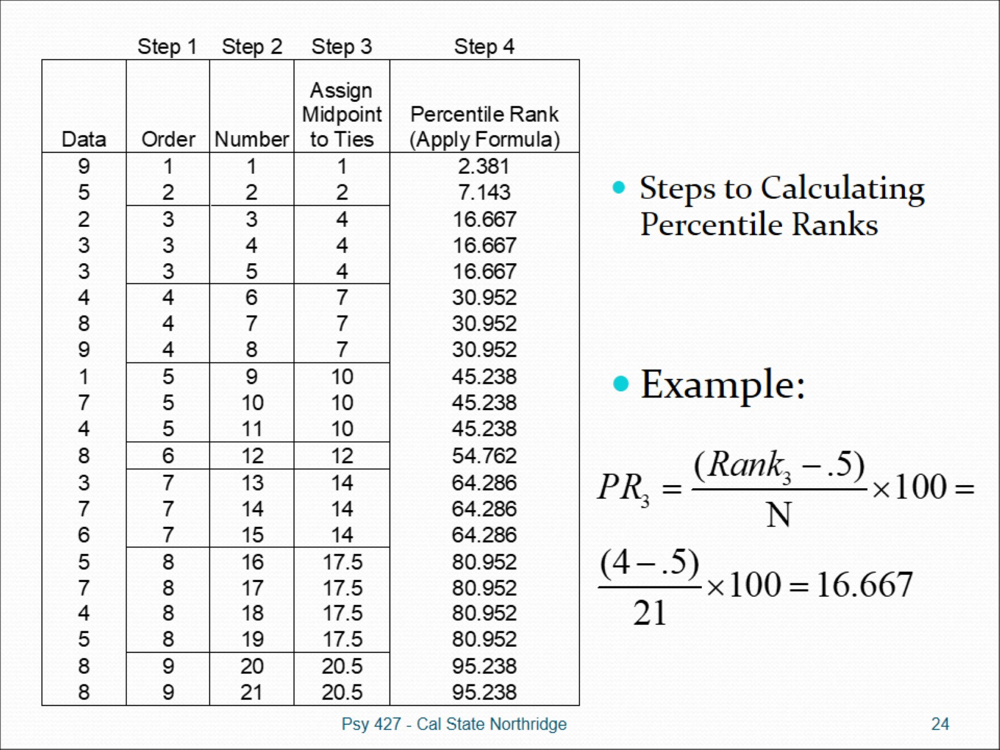 Step 1 Step 2 Step 3 Step 4
Assign
Midpoint Percentile Rank
Data Order Number to Ties (Apply Formula)
9 1 1 1 2.381
5 2 2 2 7.143
2 3 3 4 16.667
3 3 4 4 16.667
3 3 5 4 16.667
4 4 6 7 30.952
8 4 7 7 30.952
9 4 8 7 30.952
1 5 9 10 45.238
7 5 10 10 45.238
4 5 11 10 45.238
8 6 12 12 54.762
3 7 13 14 64.286
7 7 14 14 64.286
6 7 15 14 64.286
5 8 16 17.5 80.952
7 8 17 17.5 80.952
4 8 18 17.5 80.952
5 8 19 17.5 80.952
8 9 20 20.5 95.238
8 9 21 20.5 95.238
• Steps to Calculating
Percentile Ranks
• Example:
PR₃ = (Rank₃ − .5) / N ×100 =
(4 − .5) / 21 ×100 = 16.667
Psy 427 - Cal State Northridge
24